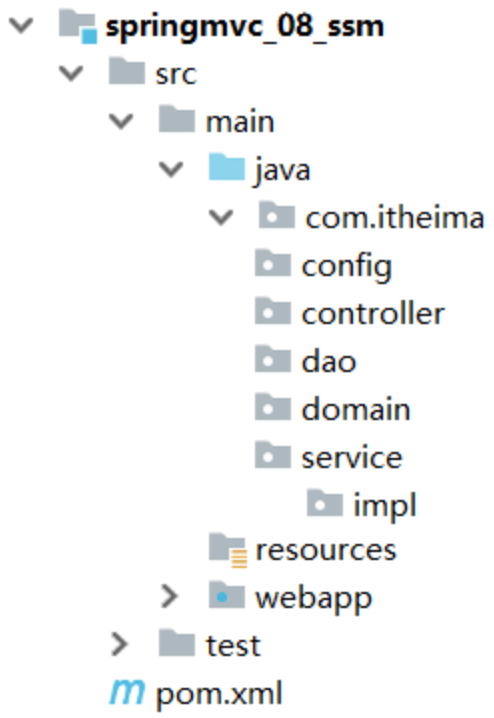 springmvc_08_ssm
src
main
java
com.itheima
config
controller
dao
domain
service
impl
resources
webapp
test
pom.xml